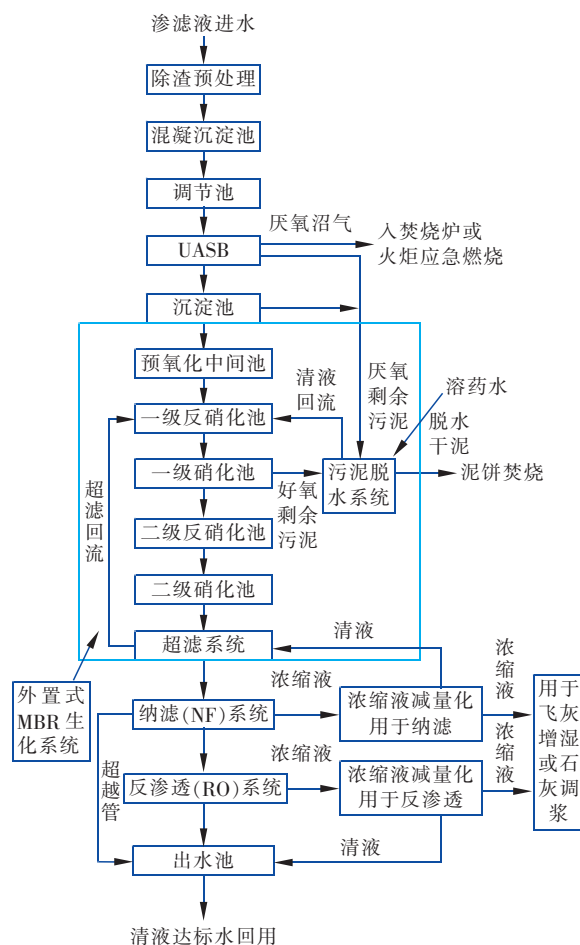 渗滤液进水
除渣预处理
混凝沉淀池
调节池
厌氧沼气
入焚烧炉或
火炬应急燃烧
UASB
沉淀池
预氧化中间池
清液
回流
厌氧
剩余
污泥
溶药水
一级反硝化池
脱水
干泥
超滤回流
一级硝化池
好氧
剩余
污泥
污泥脱
水系统
泥饼焚烧
二级反硝化池
二级硝化池
超滤系统
清液
外置式
MBR生
化系统
纳滤(NF)系统
浓缩液
浓缩液减量化
用于纳滤
浓缩液
用于
飞灰
增湿
或石
灰调
浆
超越管
反渗透(RO)系统
浓缩液
浓缩液减量化
用于反渗透
浓缩液
出水池
清液
清液达标水回用